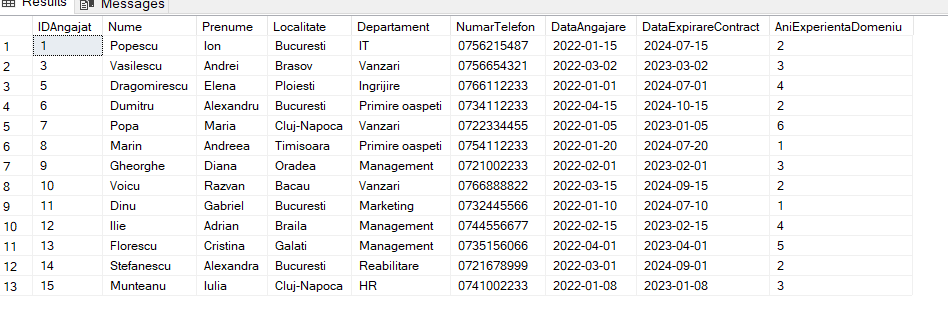 Results Messages
IDAngajat Nume Prenume Localitate Departament NumarTelefon DataAngajare DataExpirareContract AniExperientaDomeniu
1 1 Popescu Ion Bucuresti IT 0756215487 2022-01-15 2024-07-15 2
2 3 Vasilescu Andrei Brasov Vanzari 0756654321 2022-03-02 2023-03-02 3
3 5 Dragomirescu Elena Ploiesti Ingrijire 0766112233 2022-01-01 2024-07-01 4
4 6 Dumitru Alexandru Bucuresti Primire oaspeti 0734112233 2022-04-15 2024-10-15 2
5 7 Popa Maria Cluj-Napoca Vanzari 0722334455 2022-01-05 2023-01-05 6
6 8 Marin Andreea Timisoara Primire oaspeti 0754112233 2022-01-20 2024-07-20 1
7 9 Gheorghe Diana Oradea Management 0721002233 2022-02-01 2023-02-01 3
8 10 Voicu Razvan Bacau Vanzari 0766888822 2022-03-15 2024-09-15 2
9 11 Dinu Gabriel Bucuresti Marketing 0732445566 2022-01-10 2024-07-10 1
10 12 Ilie Adrian Braila Management 0744556677 2022-02-15 2023-02-15 4
11 13 Florescu Cristina Galati Management 0735156066 2022-04-01 2023-04-01 5
12 14 Stefanescu Alexandra Bucuresti Reabilitare 0721678999 2022-03-01 2024-09-01 2
13 15 Munteanu Iulia Cluj-Napoca HR 0741002233 2022-01-08 2023-01-08 3